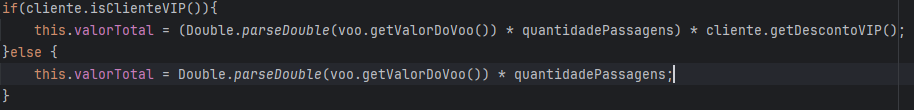 if(cliente.isClienteVIP()){
    this.valorTotal = (Double.parseDouble(voo.getValorDoVoo()) * quantidadePassagens) * cliente.getDescontoVIP();
}else {
    this.valorTotal = Double.parseDouble(voo.getValorDoVoo()) * quantidadePassagens;
}